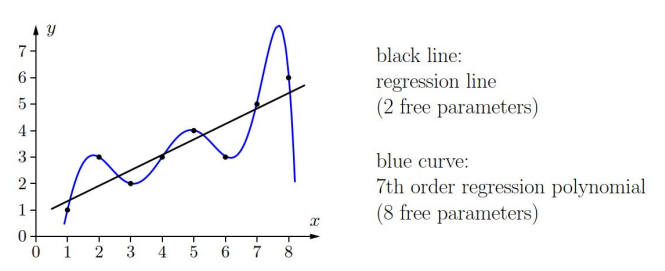 y
7
6
5
4
3
2
1
0
0 1 2 3 4 5 6 7 8
x
black line:
regression line
(2 free parameters)
blue curve:
7th order regression polynomial
(8 free parameters)